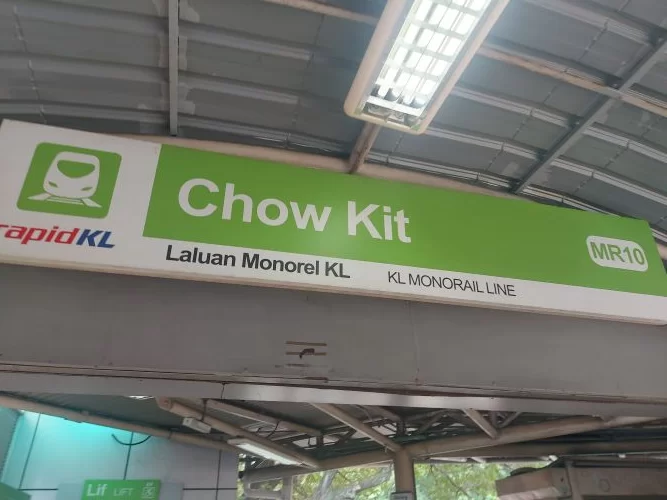 Chow Kit
MR10
rapidKL
Laluan Monorel KL
KL MONORAIL LINE
Lif LIFT